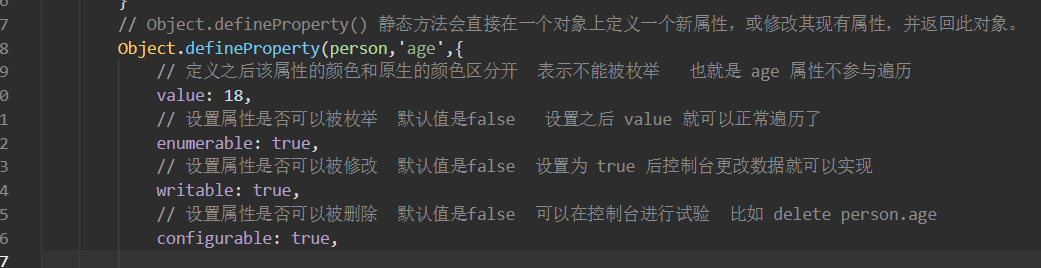 6 }
7 // Object.defineProperty() 静态方法会直接在一个对象上定义一个新属性，或修改其现有属性，并返回此对象。
8 Object.defineProperty(person,'age',{
9 // 定义之后该属性的颜色和原生的颜色区分开 表示不能被枚举 也就是 age 属性不参与遍历
0 value: 18,
1 // 设置属性是否可以被枚举 默认值是false 设置之后 value 就可以正常遍历了
2 enumerable: true,
3 // 设置属性是否可以被修改 默认值是false 设置为 true 后控制台更改数据就可以实现
4 writable: true,
5 // 设置属性是否可以被删除 默认值是false 可以在控制台进行试验 比如 delete person.age
6 configurable: true,
7